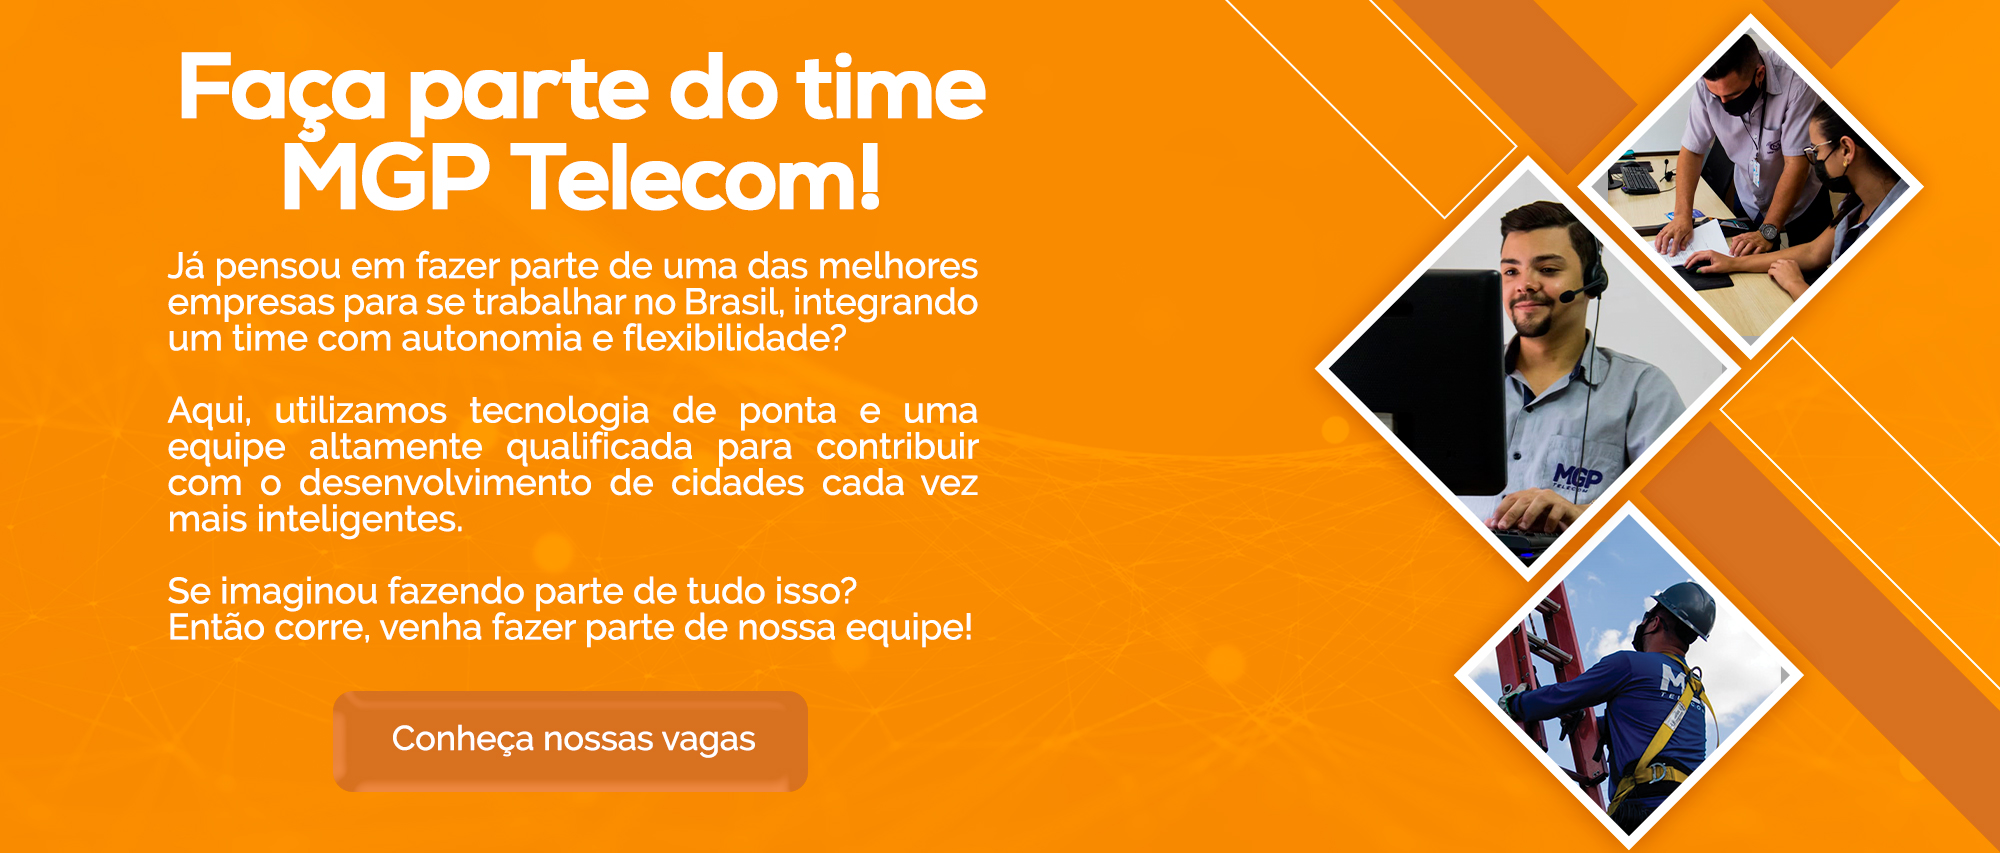 Faça parte do time
MGP Telecom!
Já pensou em fazer parte de uma das melhores
empresas para se trabalhar no Brasil, integrando
um time com autonomia e flexibilidade?
Aqui, utilizamos tecnologia de ponta e uma
equipe altamente qualificada para contribuir
com o desenvolvimento de cidades cada vez
mais inteligentes.
Se imaginou fazendo parte de tudo isso?
Então corre, venha fazer parte de nossa equipe!
Conheça nossas vagas
MGP
TELECOM